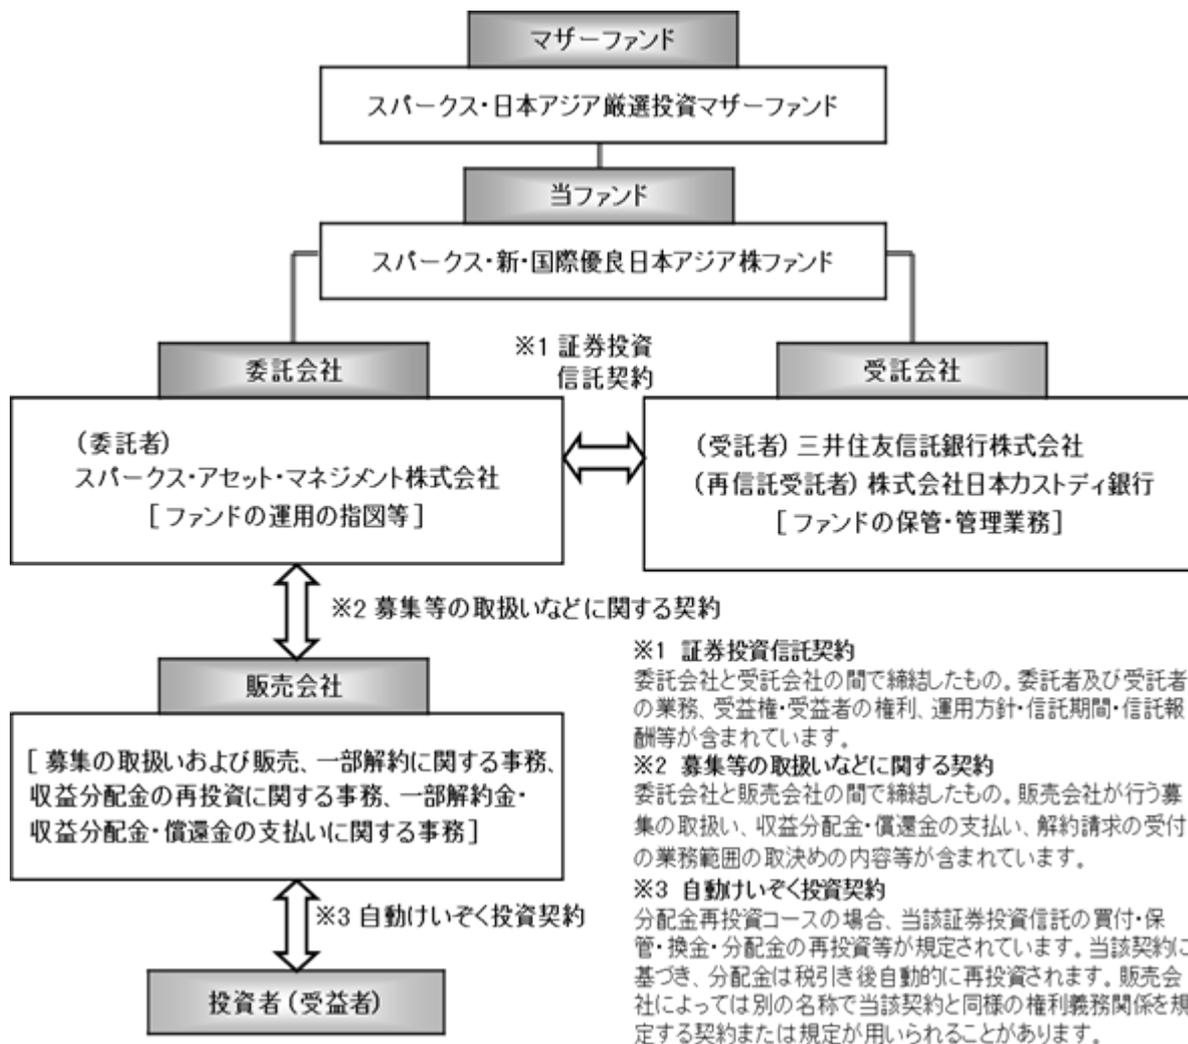 マザーファンド
スパークス・日本アジア厳選投資マザーファンド
当ファンド
スパークス・新・国際優良日本アジア株ファンド
委託会社
(委託者)
スパークス・アセット・マネジメント株式会社
[ファンドの運用の指図等]
※1 証券投資
信託契約
受託会社
(受託者) 三井住友信託銀行株式会社
(再信託受託者) 株式会社日本カストディ銀行
[ファンドの保管・管理業務]
※2 募集等の取扱いなどに関する契約
販売会社
[募集の取扱いおよび販売、一部解約に関する事務、
収益分配金の再投資に関する事務、一部解約金・
収益分配金・償還金の支払いに関する事務]
※3 自動けいぞく投資契約
投資者(受益者)
※1 証券投資信託契約
委託会社と受託会社の間で締結したもの。委託者及び受託者
の業務、受益権・受益者の権利、運用方針・信託期間・信託報
酬等が含まれています。
※2 募集等の取扱いなどに関する契約
委託会社と販売会社の間で締結したもの。販売会社が行う募
集の取扱い、収益分配金・償還金の支払い、解約請求の受付
の業務範囲の取決めの内容等が含まれています。
※3 自動けいぞく投資契約
分配金再投資コースの場合、当該証券投資信託の買付・保
管・換金・分配金の再投資等が規定されています。当該契約に
基づき、分配金は税引き後自動的に再投資されます。販売会
社によっては別の名称で当該契約と同様の権利義務関係を規
定する契約または規定が用いられることがあります。